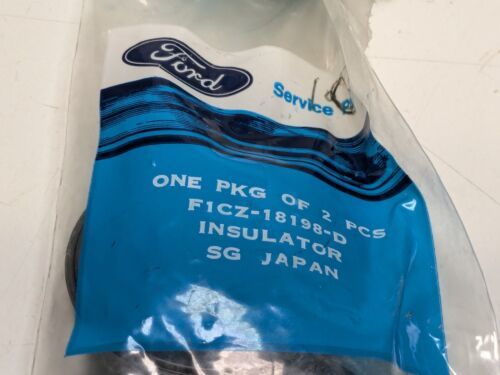 Ford
Service
ONE PKG OF 2 PCS
F1CZ-18198-D
INSULATOR
SG JAPAN